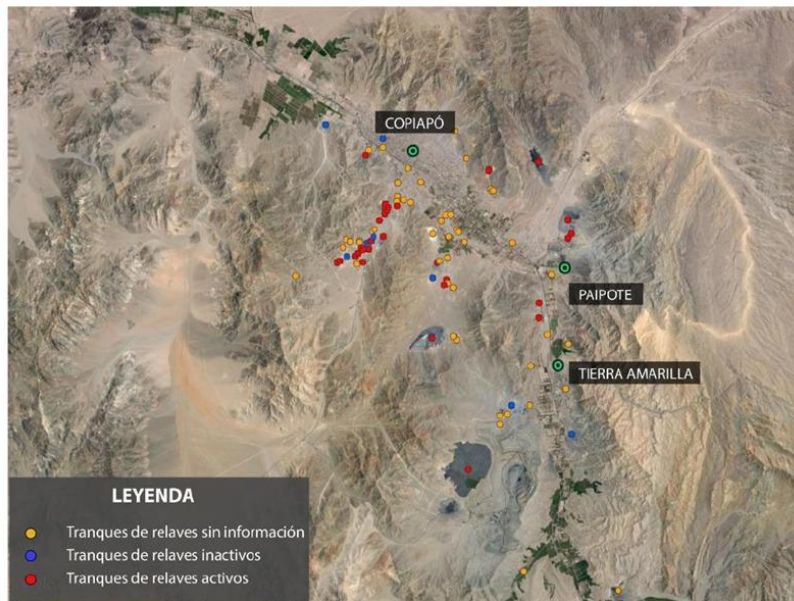 COPIAPÓ
PAIPOTE
TIERRA AMARILLA
LEYENDA
Tranques de relaves sin información
Tranques de relaves inactivos
Tranques de relaves activos